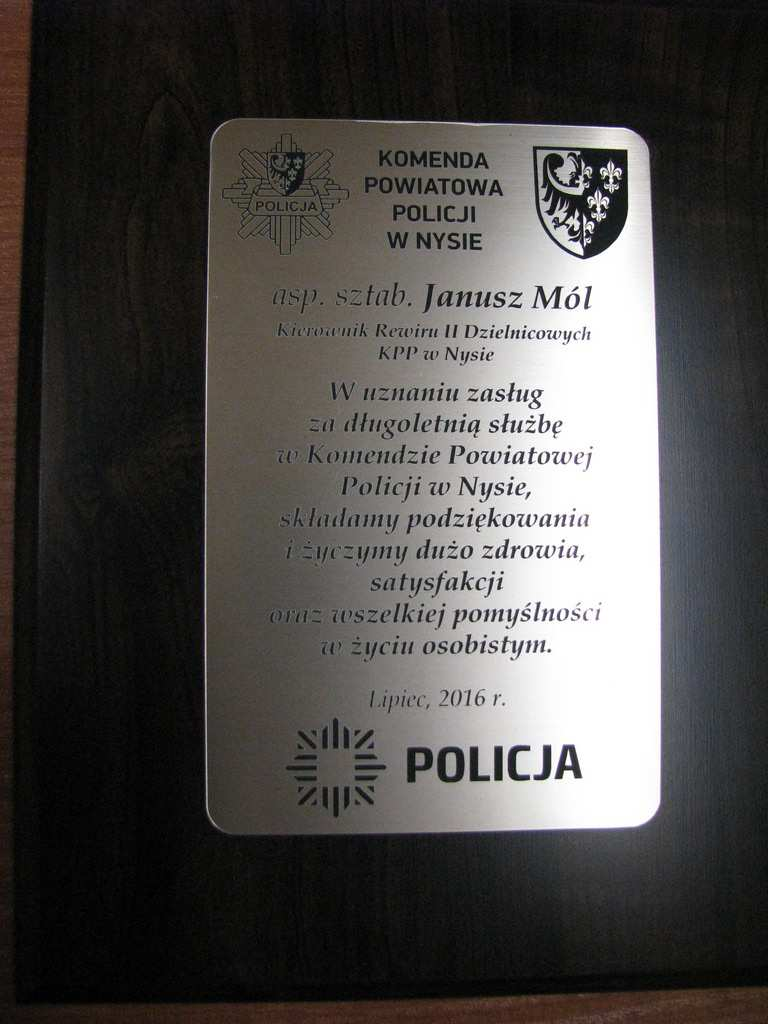 POLICJA
KOMENDA
POWIATOWA
POLICJI
W NYSIE
asp. sztab. Janusz Mól
Kierownik Rewiru II Dzielnicowych
KPP w Nysie
W uznaniu zasług
za długoletnią służbę
w Komendzie Powiatowej
Policji w Nysie,
składamy podziękowania
i życzymy dużo zdrowia,
satysfakcji
oraz wszelkiej pomyślności
w życiu osobistym.
Lipiec, 2016 r.
POLICJA